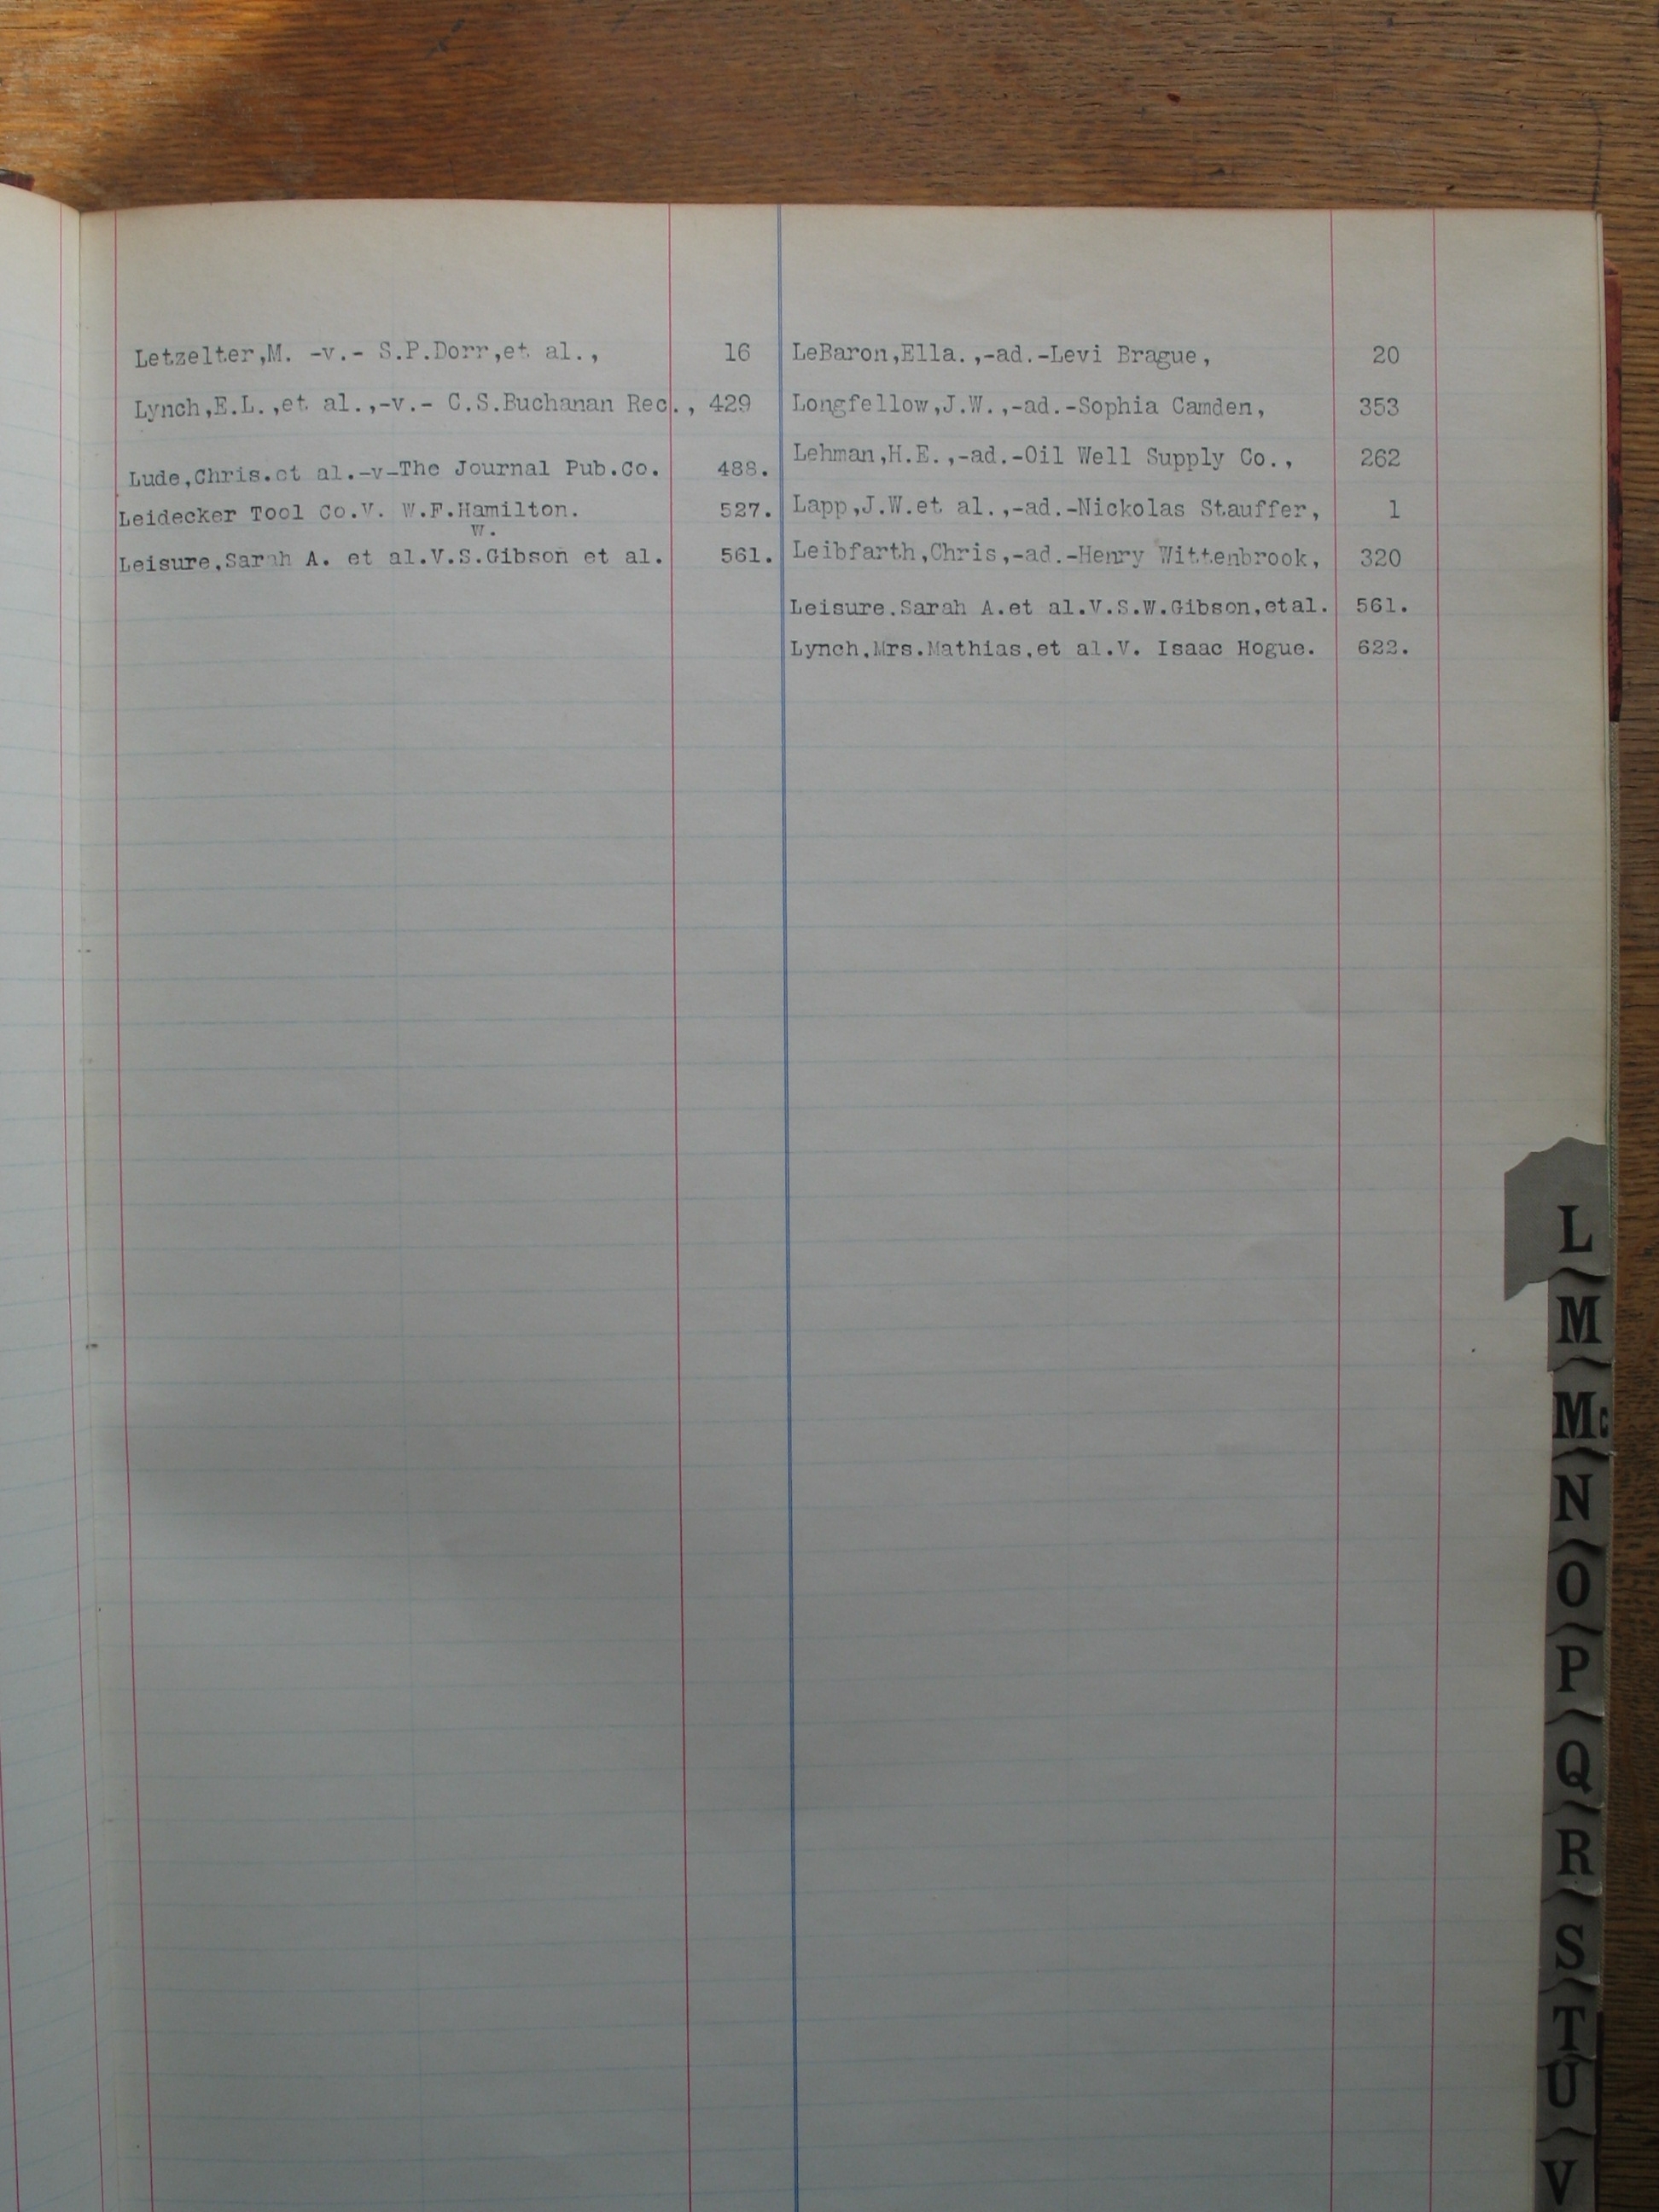 Letzelter,M. -v.- S.P.Dorr,et al., 16
Lynch,E.L.,et al.,-v.- C.S.Buchanan Rec., 429
Lude,Chris.et al.-v-The Journal Pub.Co. 488.
Leidecker Tool Co.V. W.F.Hamilton. 527.
W.
Leisure,Sarah A. et al.V.S.Gibson et al. 561.
LeBaron,Ella.,-ad.-Levi Brague, 20
Longfellow,J.W.,-ad.-Sophia Camden, 353
Lehman,H.E.,-ad.-Oil Well Supply Co., 262
Lapp,J.W.et al.,-ad.-Nickolas Stauffer, 1
Leibfarth,Chris,-ad.-Henry Wittenbrook, 320
Leisure.Sarah A.et al.V.S.W.Gibson,etal. 561.
Lynch,Mrs.Mathias,et al.V. Isaac Hogue. 622.
L
M
Mc
N
O
P
Q
R
S
T
U
V